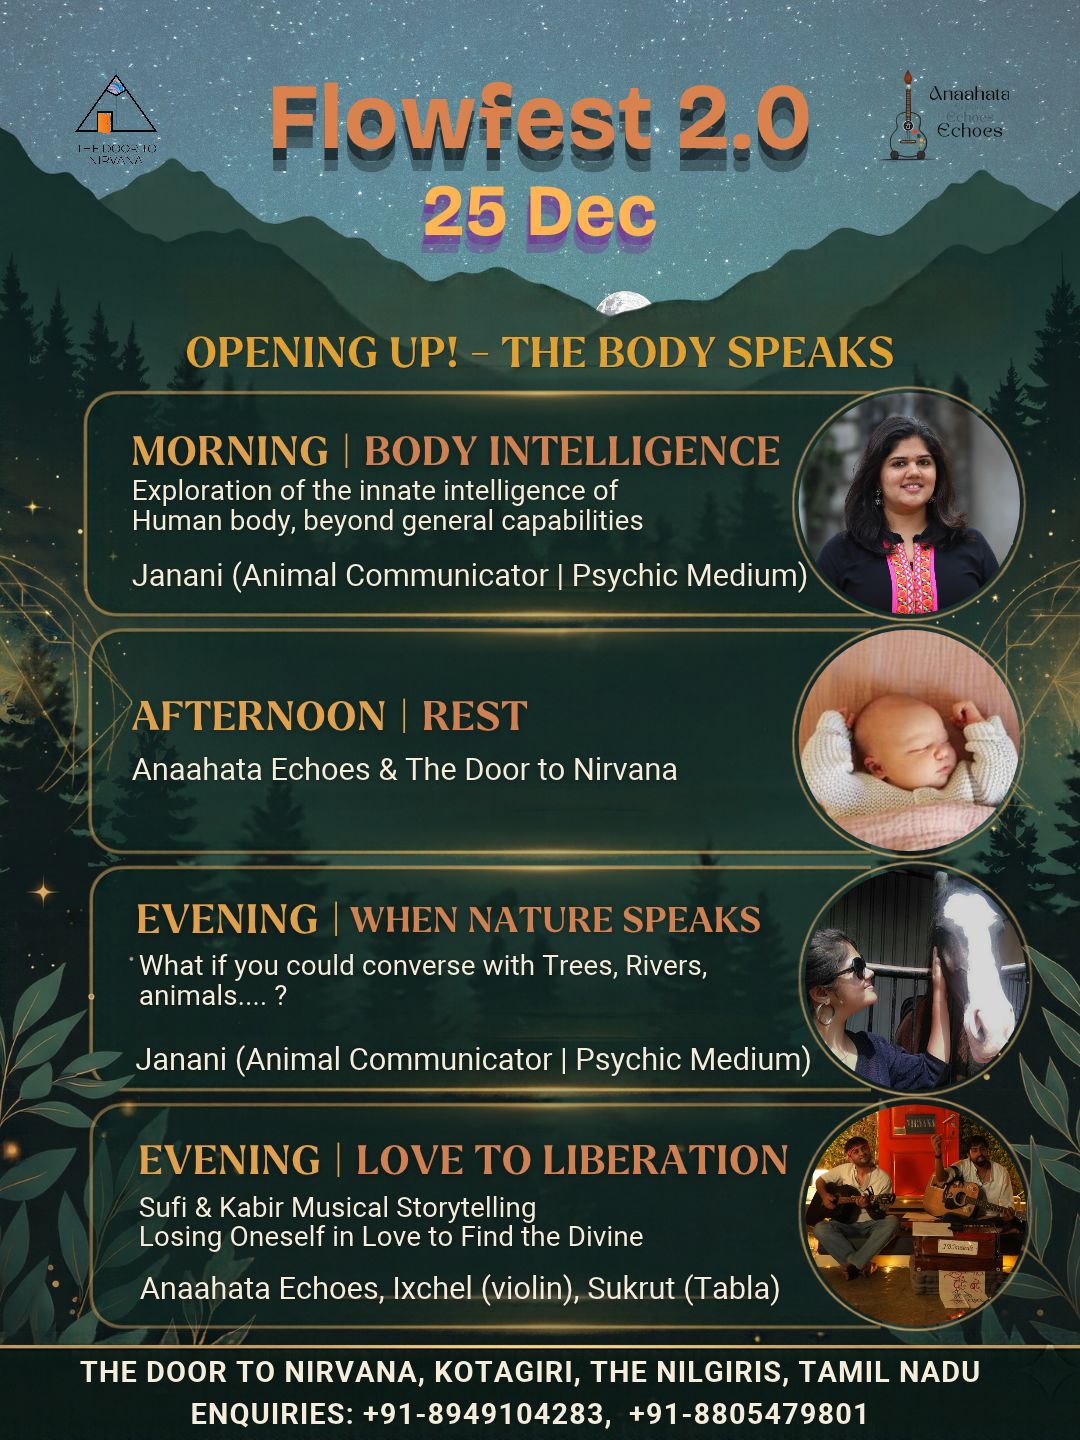 THE DOOR TO
NIRVANA
Flowfest 2.0
Anaahata
Echoes
Echoes
25 Dec
OPENING UP! – THE BODY SPEAKS
MORNING | BODY INTELLIGENCE
Exploration of the innate intelligence of
Human body, beyond general capabilities
Janani (Animal Communicator | Psychic Medium)
AFTERNOON | REST
Anaahata Echoes & The Door to Nirvana
EVENING | WHEN NATURE SPEAKS
What if you could converse with Trees, Rivers,
animals.... ?
Janani (Animal Communicator | Psychic Medium)
EVENING | LOVE TO LIBERATION
NIRVANA
Sufi & Kabir Musical Storytelling
Losing Oneself in Love to Find the Divine
Anaahata Echoes, Ixchel (violin), Sukrut (Tabla)
THE DOOR TO NIRVANA, KOTAGIRI, THE NILGIRIS, TAMIL NADU
ENQUIRIES: +91-8949104283, +91-8805479801